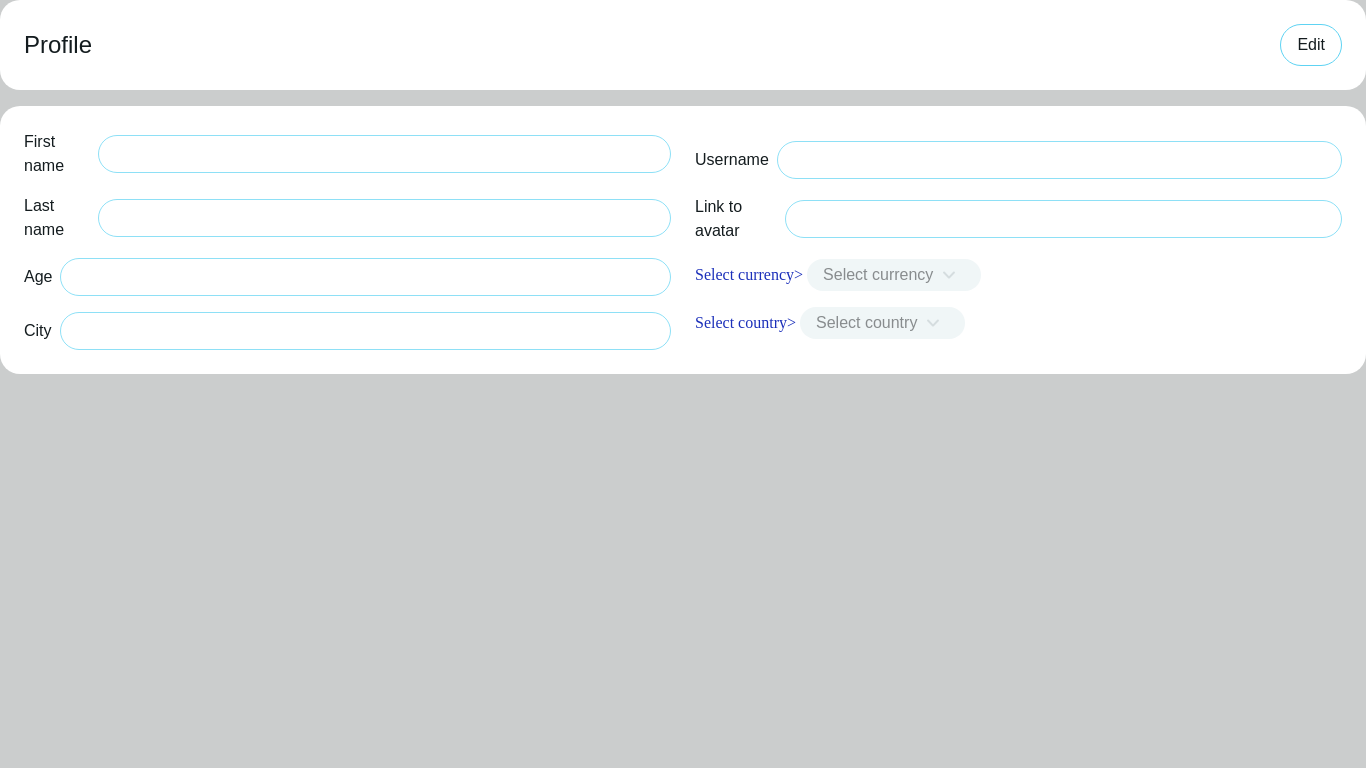 Profile
Edit
First
name
Last
name
Age
City
Username
Link to
avatar
Select currency> Select currency
Select country> Select country